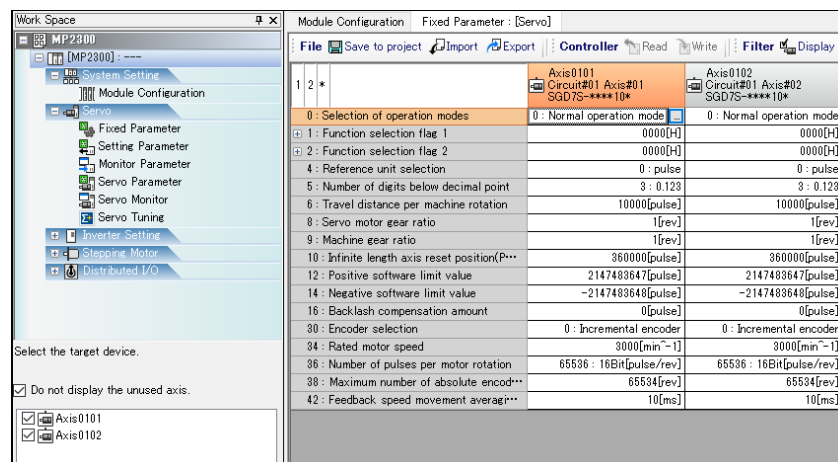 Work Space
MP2300
[MP2300] : ---
System Setting
Module Configuration
Servo
Fixed Parameter
Setting Parameter
Monitor Parameter
Servo Parameter
Servo Monitor
Servo Tuning
Inverter Setting
Stepping Motor
Distributed I/O
Select the target device.
Do not display the unused axis.
Axis0101
Axis0102
Module Configuration Fixed Parameter : [Servo]
File Save to project Import Export Controller Read Write Filter Display
1 2 * Axis0101 Axis0102
Circuit#01 Axis#01 Circuit#01 Axis#02
SGD7S-****10* SGD7S-****10*
0 : Selection of operation modes 0 : Normal operation mode ... 0 : Normal operation mode
1 : Function selection flag 1 0000[H] 0000[H]
2 : Function selection flag 2 0000[H] 0000[H]
4 : Reference unit selection 0 : pulse 0 : pulse
5 : Number of digits below decimal point 3 : 0.123 3 : 0.123
6 : Travel distance per machine rotation 10000[pulse] 10000[pulse]
8 : Servo motor gear ratio 1[rev] 1[rev]
9 : Machine gear ratio 1[rev] 1[rev]
10 : Infinite length axis reset position(P··· 360000[pulse] 360000[pulse]
12 : Positive software limit value 2147483647[pulse] 2147483647[pulse]
14 : Negative software limit value -2147483648[pulse] -2147483648[pulse]
16 : Backlash compensation amount 0[pulse] 0[pulse]
30 : Encoder selection 0 : Incremental encoder 0 : Incremental encoder
34 : Rated motor speed 3000[min^-1] 3000[min^-1]
36 : Number of pulses per motor rotation 65536 : 16Bit[pulse/rev] 65536 : 16Bit[pulse/rev]
38 : Maximum number of absolute encod··· 65534[rev] 65534[rev]
42 : Feedback speed movement averagi··· 10[ms] 10[ms]